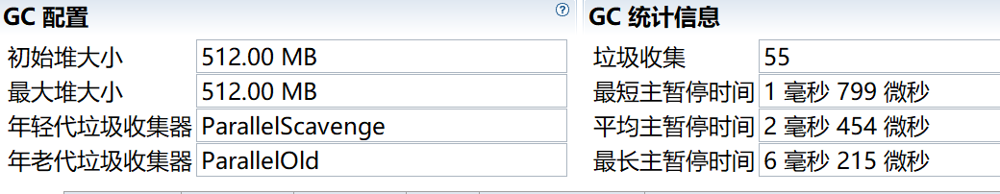 GC 配置
初始堆大小 512.00 MB
最大堆大小 512.00 MB
年轻代垃圾收集器 ParallelScavenge
年老代垃圾收集器 ParallelOld
GC 统计信息
垃圾收集 55
最短主暂停时间 1 毫秒 799 微秒
平均主暂停时间 2 毫秒 454 微秒
最长主暂停时间 6 毫秒 215 微秒